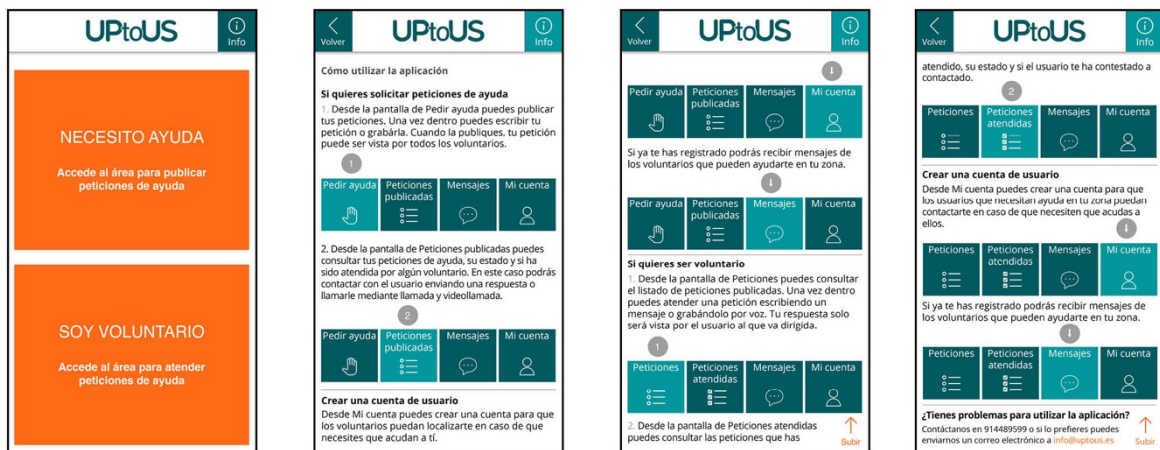 UPtoUS
Info
NECESITO AYUDA
Accede al área para publicar
peticiones de ayuda
SOY VOLUNTARIO
Accede al área para atender
peticiones de ayuda
Volver
UPtoUS
Info
Cómo utilizar la aplicación
Si quieres solicitar peticiones de ayuda
1. Desde la pantalla de Pedir ayuda puedes publicar
tus peticiones. Una vez dentro puedes escribir tu
petición o grabárla. Cuando la publiques, tu petición
puede ser vista por todos los voluntarios.
1
Pedir ayuda
Peticiones
publicadas
Mensajes
Mi cuenta
2. Desde la pantalla de Peticiones publicadas puedes
consultar tus peticiones de ayuda, su estado y si ha
sido atendida por algún voluntario. En este caso podrás
contactar con el usuario enviando una respuesta o
llamarle mediante llamada y videollamada.
2
Pedir ayuda
Peticiones
publicadas
Mensajes
Mi cuenta
Crear una cuenta de usuario
Desde Mi cuenta puedes crear una cuenta para que
los voluntarios puedan localizarte en caso de que
necesites que acudan a tí.
Volver
UPtoUS
Info
Pedir ayuda
Peticiones
publicadas
Mensajes
Mi cuenta
Si ya te has registrado podrás recibir mensajes de
los voluntarios que pueden ayudarte en tu zona.
Pedir ayuda
Peticiones
publicadas
Mensajes
Mi cuenta
Si quieres ser voluntario
1. Desde la pantalla de Peticiones puedes consultar
el listado de peticiones publicadas. Una vez dentro
puedes atender una petición escribiendo un
mensaje o grabándolo por voz. Tu respuesta solo
será vista por el usuario al que va dirigida.
1
Peticiones
Peticiones
atendidas
Mensajes
Mi cuenta
2. Desde la pantalla de Peticiones atendidas
puedes consultar las peticiones que has
Subir
Volver
UPtoUS
Info
atendido, su estado y si el usuario te ha contestado a
contactado.
2
Peticiones
Peticiones
atendidas
Mensajes
Mi cuenta
Crear una cuenta de usuario
Desde Mi cuenta puedes crear una cuenta para que
los usuarios que necesitan ayuda en tu zona puedan
contactarte en caso de que necesiten que acudas a
ellos.
Peticiones
Peticiones
atendidas
Mensajes
Mi cuenta
Si ya te has registrado podrás recibir mensajes de
los voluntarios que pueden ayudarte en tu zona.
Peticiones
Peticiones
atendidas
Mensajes
Mi cuenta
¿Tienes problemas para utilizar la aplicación?
Contáctanos en 914489599 o si lo prefieres puedes
enviarnos un correo electrónico a info@uptous.es
Subir